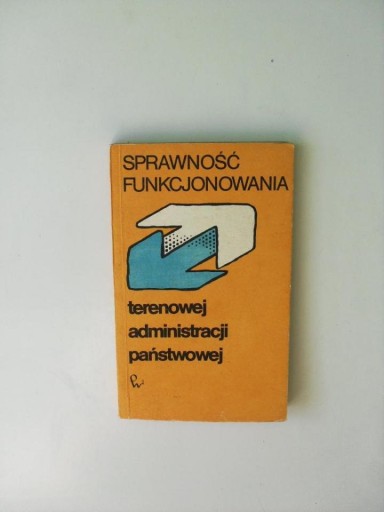 SPRAWNOŚĆ
FUNKCJONOWANIA
terenowej
administracji
państwowej